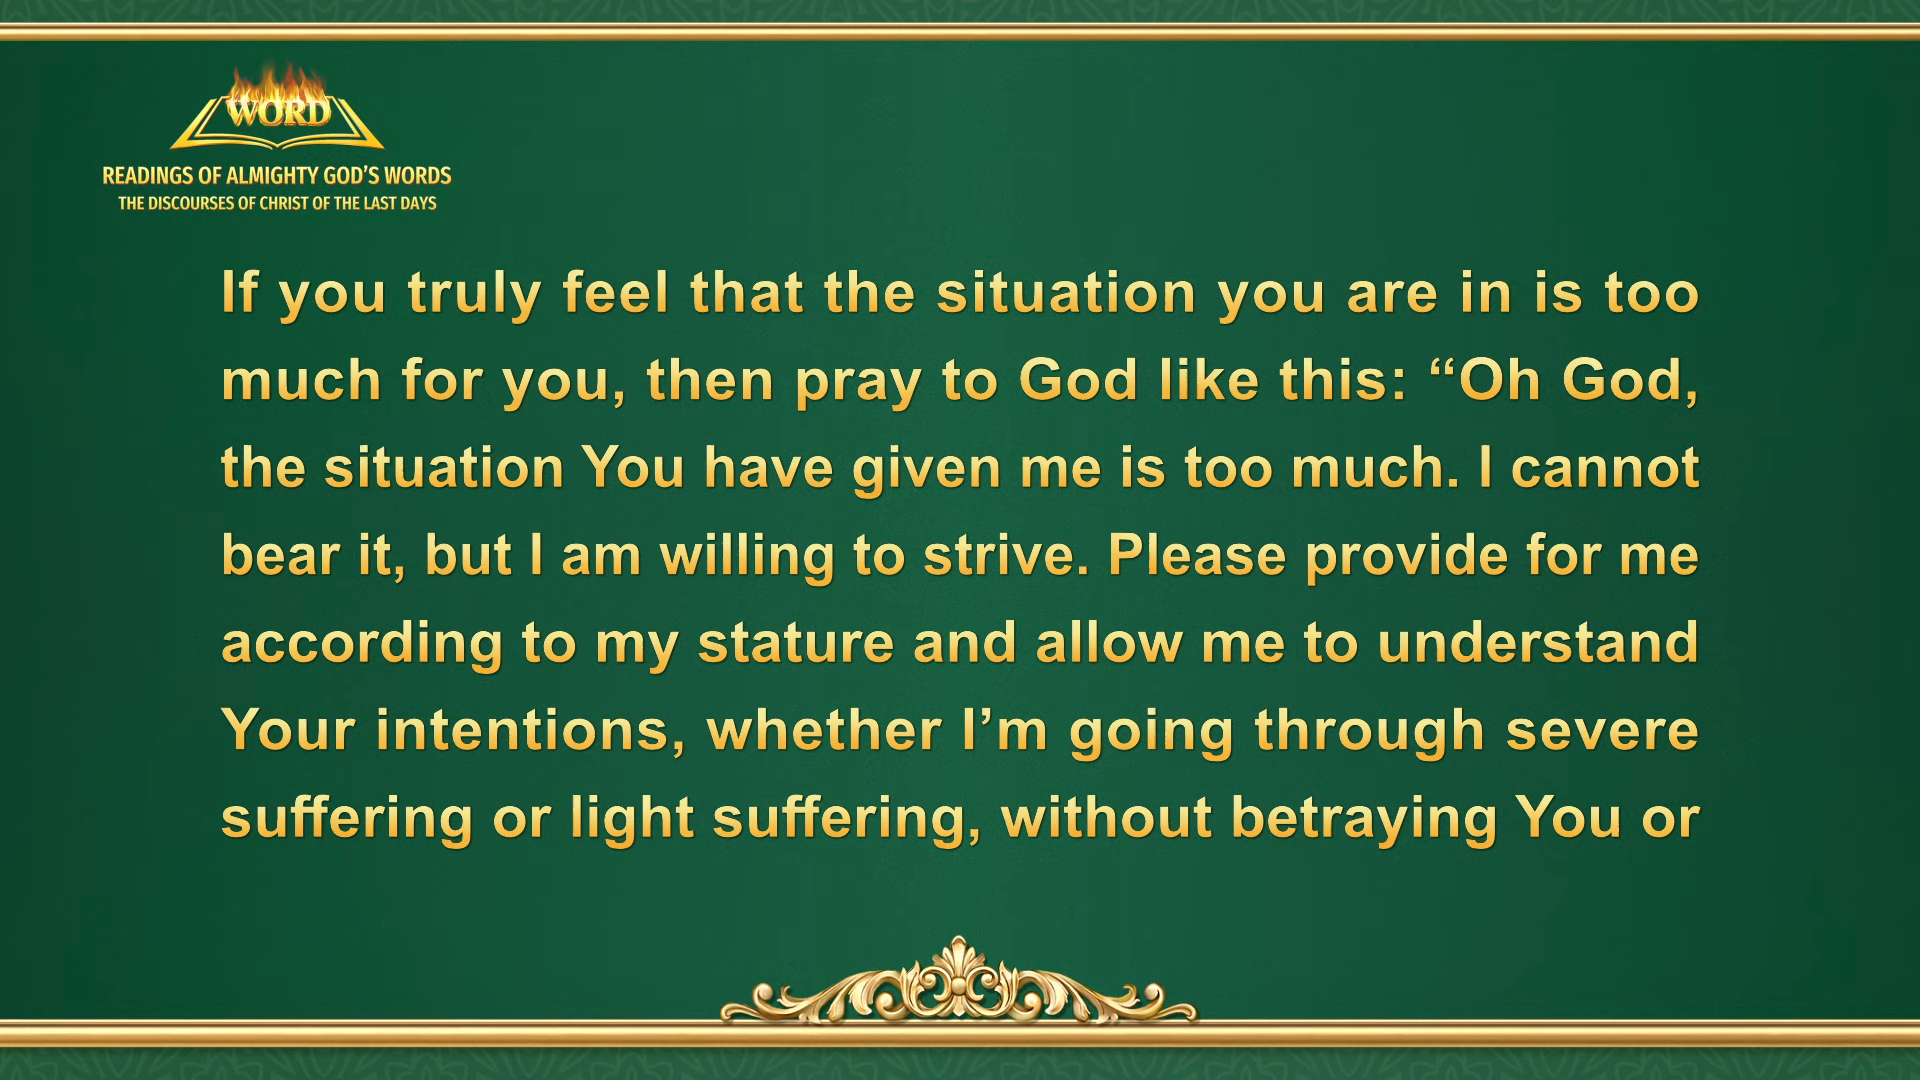 WORD
READINGS OF ALMIGHTY GOD’S WORDS
THE DISCOURSES OF CHRIST OF THE LAST DAYS
If you truly feel that the situation you are in is too
much for you, then pray to God like this: “Oh God,
the situation You have given me is too much. I cannot
bear it, but I am willing to strive. Please provide for me
according to my stature and allow me to understand
Your intentions, whether I’m going through severe
suffering or light suffering, without betraying You or